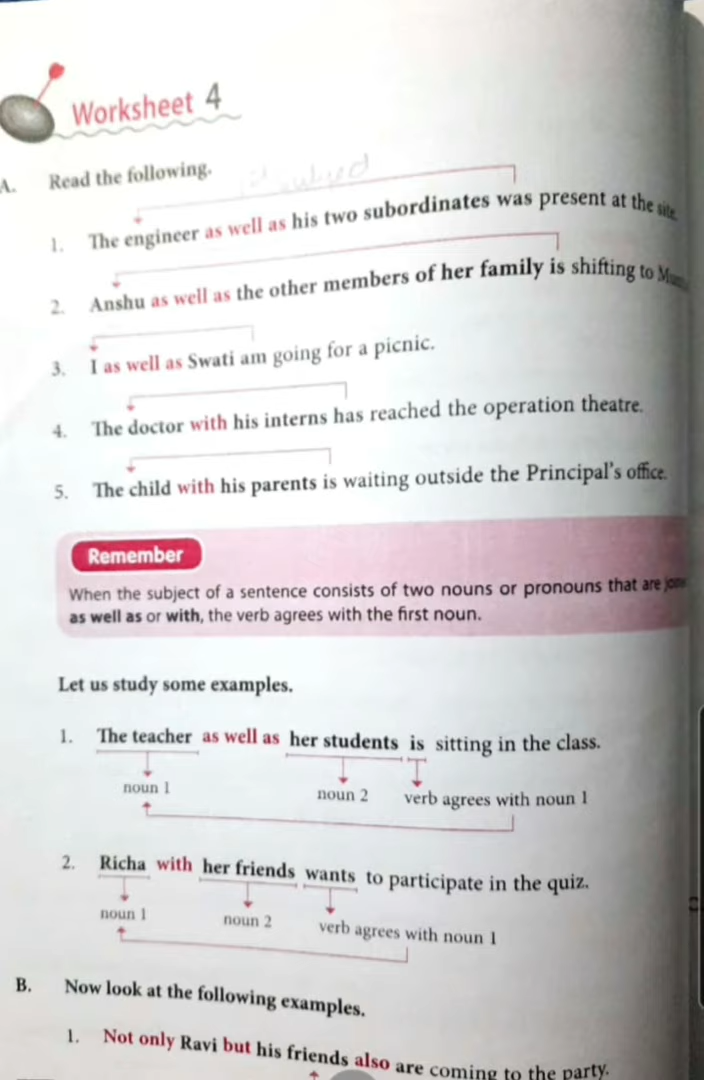 Worksheet 4
A. Read the following.
1. The engineer as well as his two subordinates was present at the site.
2. Anshu as well as the other members of her family is shifting to
3. I as well as Swati am going for a picnic.
4. The doctor with his interns has reached the operation theatre.
5. The child with his parents is waiting outside the Principal's office.
Remember
When the subject of a sentence consists of two nouns or pronouns that are
as well as or with, the verb agrees with the first noun.
Let us study some examples.
1. The teacher as well as her students is sitting in the class.
noun 1 noun 2 verb agrees with noun 1
2. Richa with her friends wants to participate in the quiz.
noun 1 noun 2 verb agrees with noun 1
B. Now look at the following examples.
1. Not only Ravi but his friends also are coming to the party.